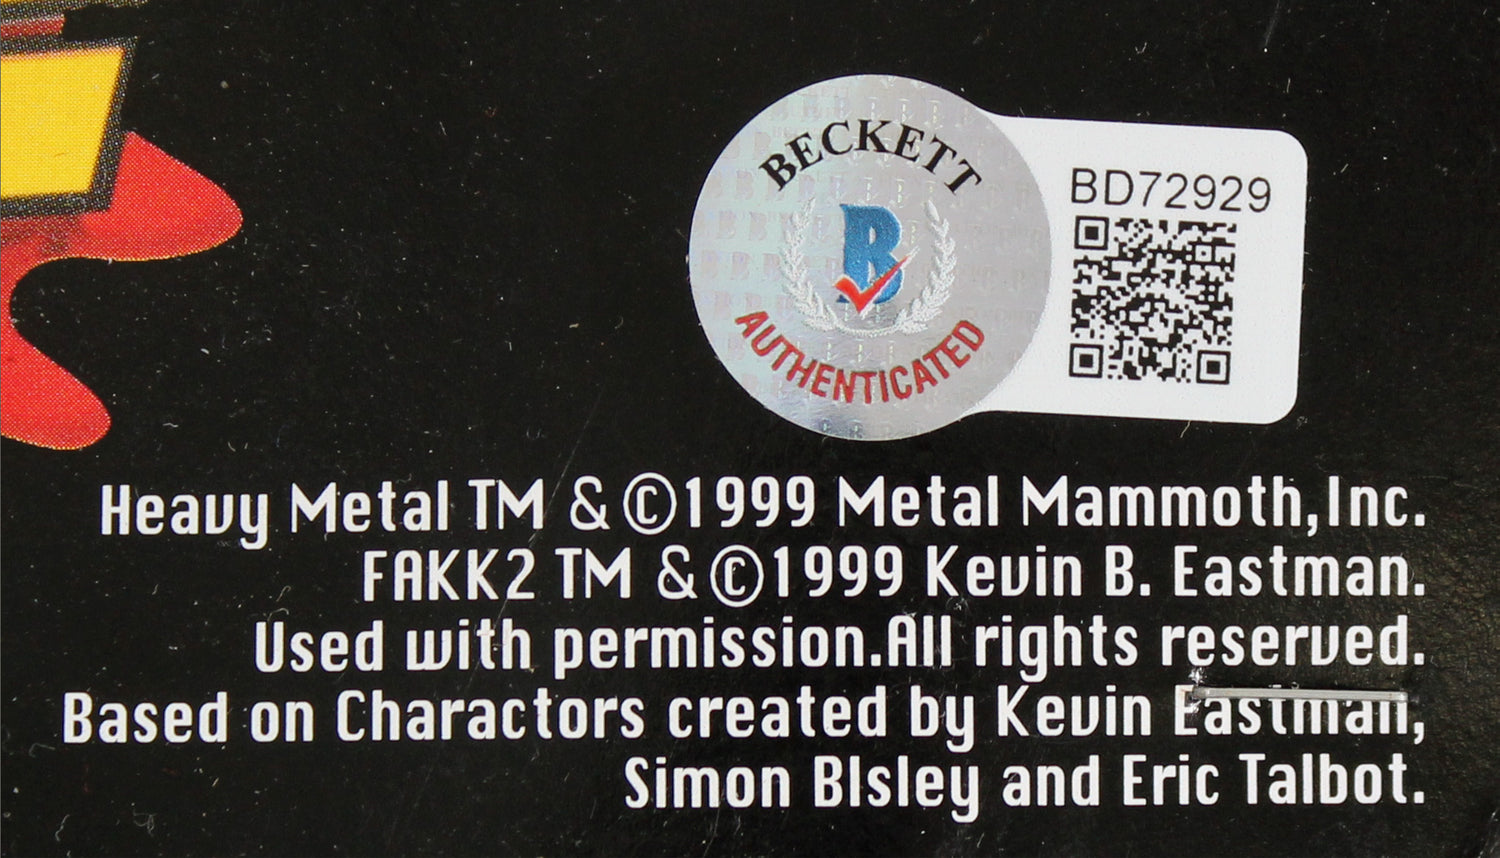 BECKETT
B
AUTHENTICATED
BD72929
Heavy Metal TM & ©1999 Metal Mammoth,Inc.
FAKK2 TM & ©1999 Kevin B. Eastman.
Used with permission.All rights reserved.
Based on Charactors created by Kevin Eastman,
Simon BIsley and Eric Talbot.